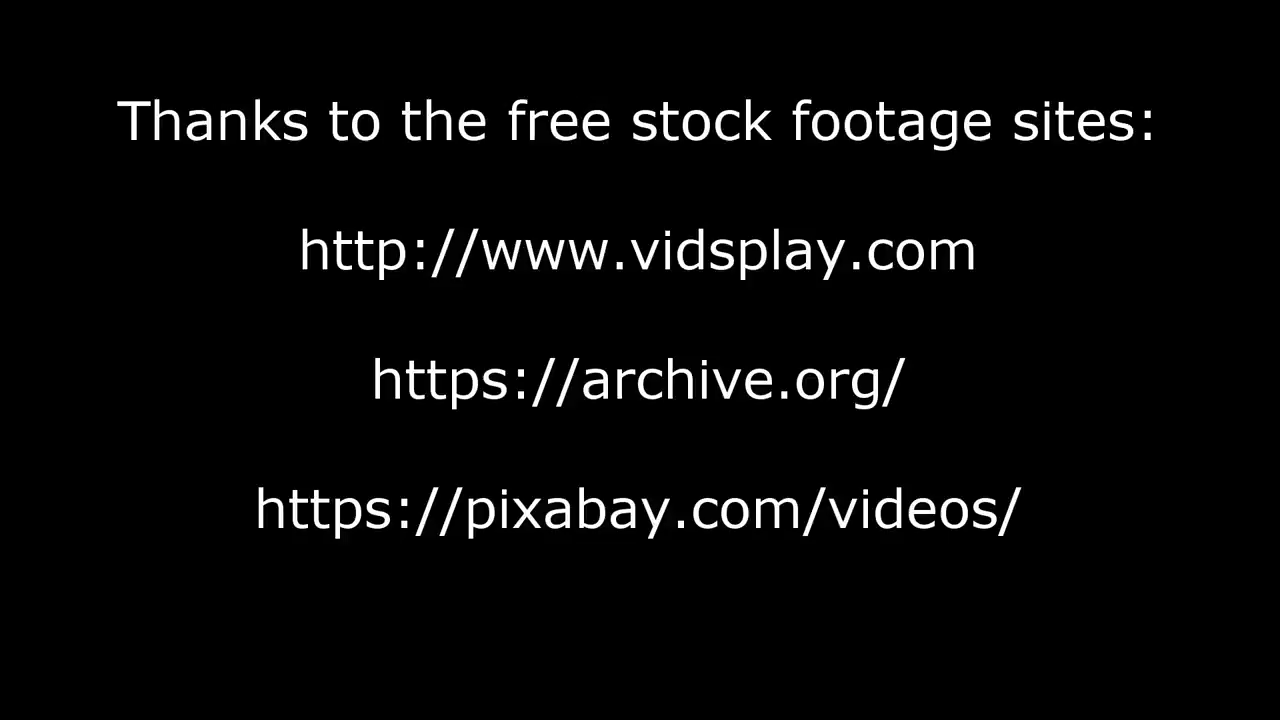 Thanks to the free stock footage sites:
http://www.vidsplay.com
https://archive.org/
https://pixabay.com/videos/